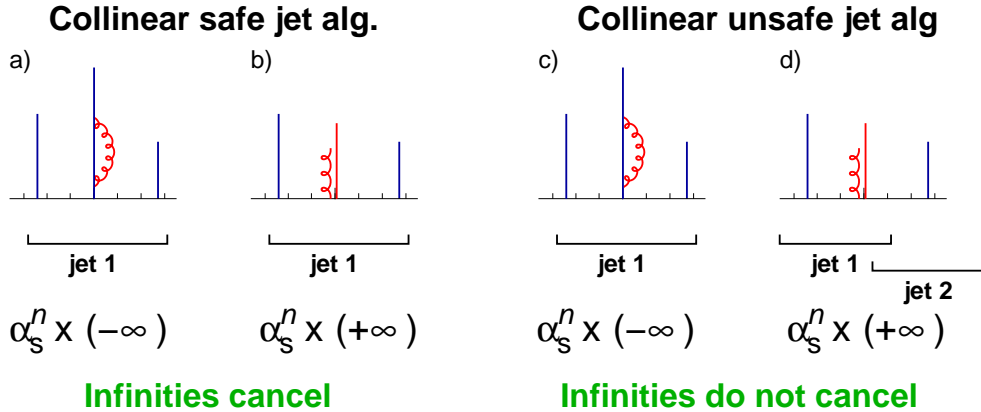 Collinear safe jet alg.
Collinear unsafe jet alg
a)
b)
c)
d)
jet 1
jet 1
jet 1
jet 1
jet 2
αₛⁿ x (−∞)
αₛⁿ x (+∞)
αₛⁿ x (−∞)
αₛⁿ x (+∞)
Infinities cancel
Infinities do not cancel